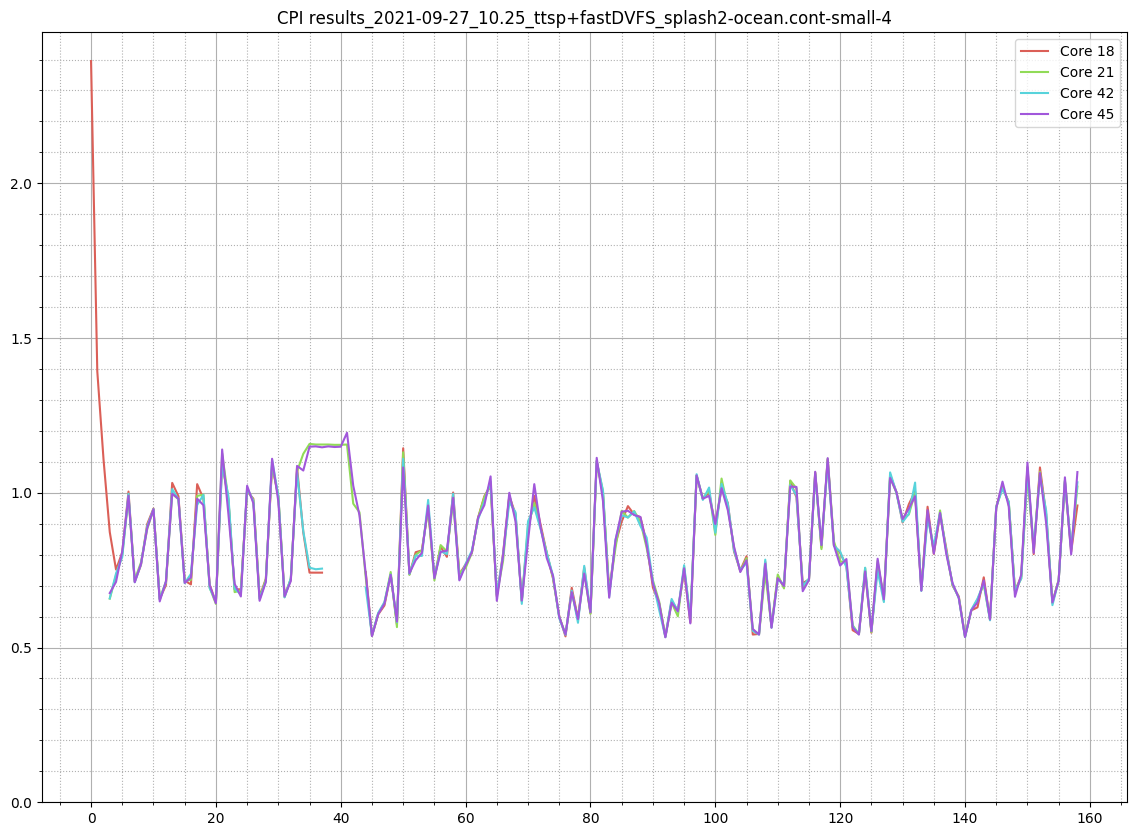 CPI results_2021-09-27_10.25_ttsp+fastDVFS_splash2-ocean.cont-small-4
Core 18
Core 21
Core 42
Core 45
2.0
1.5
1.0
0.5
0.0
0 20 40 60 80 100 120 140 160